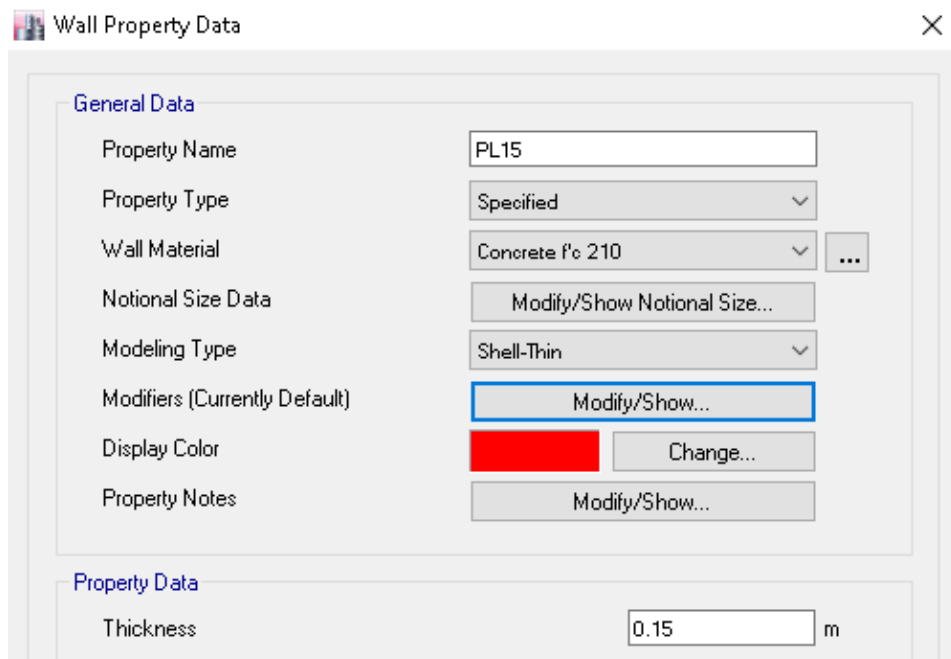 Wall Property Data
General Data
Property Name PL15
Property Type Specified
Wall Material Concrete f'c 210 ...
Notional Size Data Modify/Show Notional Size...
Modeling Type Shell-Thin
Modifiers (Currently Default) Modify/Show...
Display Color Change...
Property Notes Modify/Show...
Property Data
Thickness 0.15 m